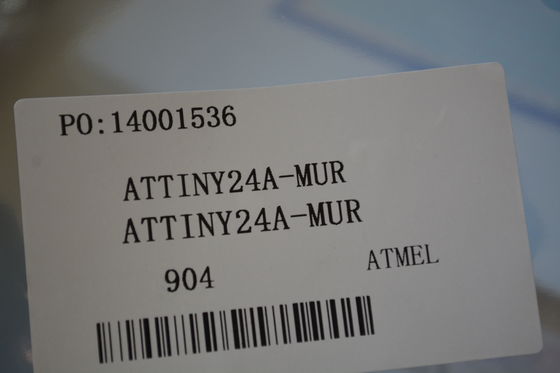 PO:14001536
ATTINY24A-MUR
ATTINY24A-MUR
904 ATMEL